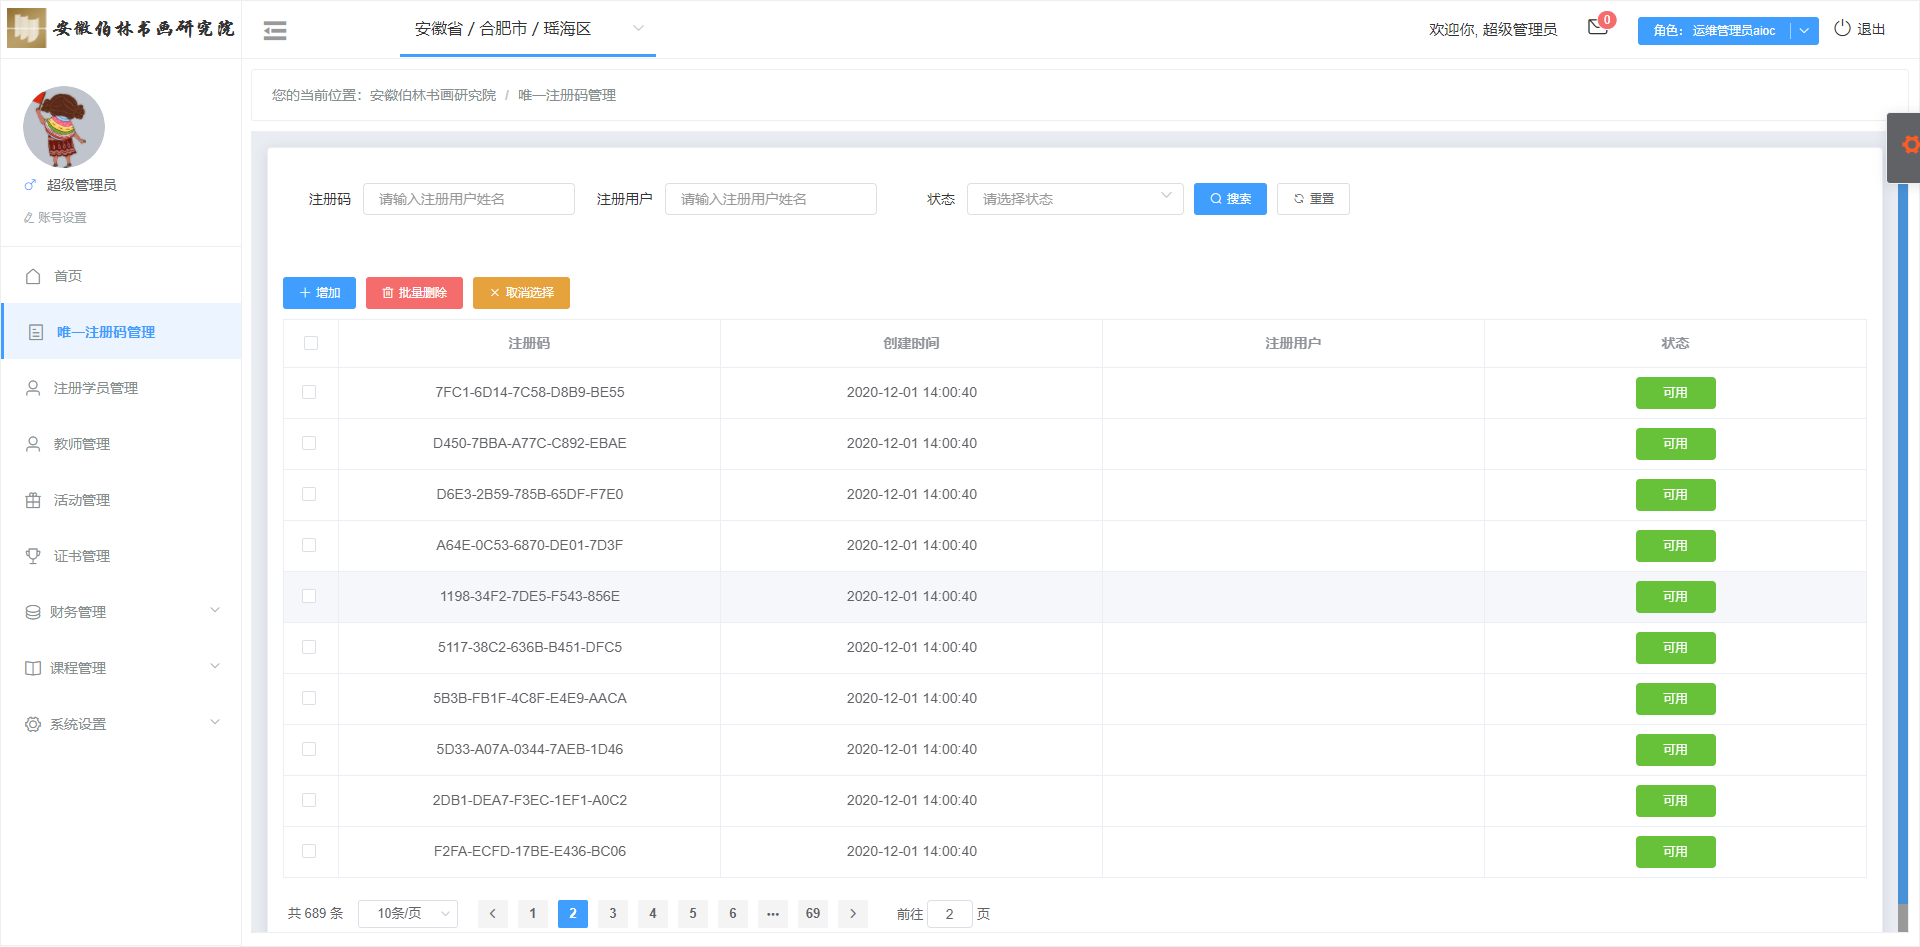 安徽伯林书画研究院
安徽省 / 合肥市 / 瑶海区
欢迎你, 超级管理员
0
角色： 运维管理员aioc
退出
您的当前位置：安徽伯林书画研究院 / 唯一注册码管理
超级管理员
账号设置
首页
唯一注册码管理
注册学员管理
教师管理
活动管理
证书管理
财务管理
课程管理
系统设置
注册码 请输入注册用户姓名 注册用户 请输入注册用户姓名 状态 请选择状态 搜索 重置
增加 批量删除 取消选择
注册码 创建时间 注册用户 状态
7FC1-6D14-7C58-D8B9-BE55 2020-12-01 14:00:40 可用
D450-7BBA-A77C-C892-EBAE 2020-12-01 14:00:40 可用
D6E3-2B59-785B-65DF-F7E0 2020-12-01 14:00:40 可用
A64E-0C53-6870-DE01-7D3F 2020-12-01 14:00:40 可用
1198-34F2-7DE5-F543-856E 2020-12-01 14:00:40 可用
5117-38C2-636B-B451-DFC5 2020-12-01 14:00:40 可用
5B3B-FB1F-4C8F-E4E9-AACA 2020-12-01 14:00:40 可用
5D33-A07A-0344-7AEB-1D46 2020-12-01 14:00:40 可用
2DB1-DEA7-F3EC-1EF1-A0C2 2020-12-01 14:00:40 可用
F2FA-ECFD-17BE-E436-BC06 2020-12-01 14:00:40 可用
共 689 条 10条/页 1 2 3 4 5 6 ••• 69 前往 2 页